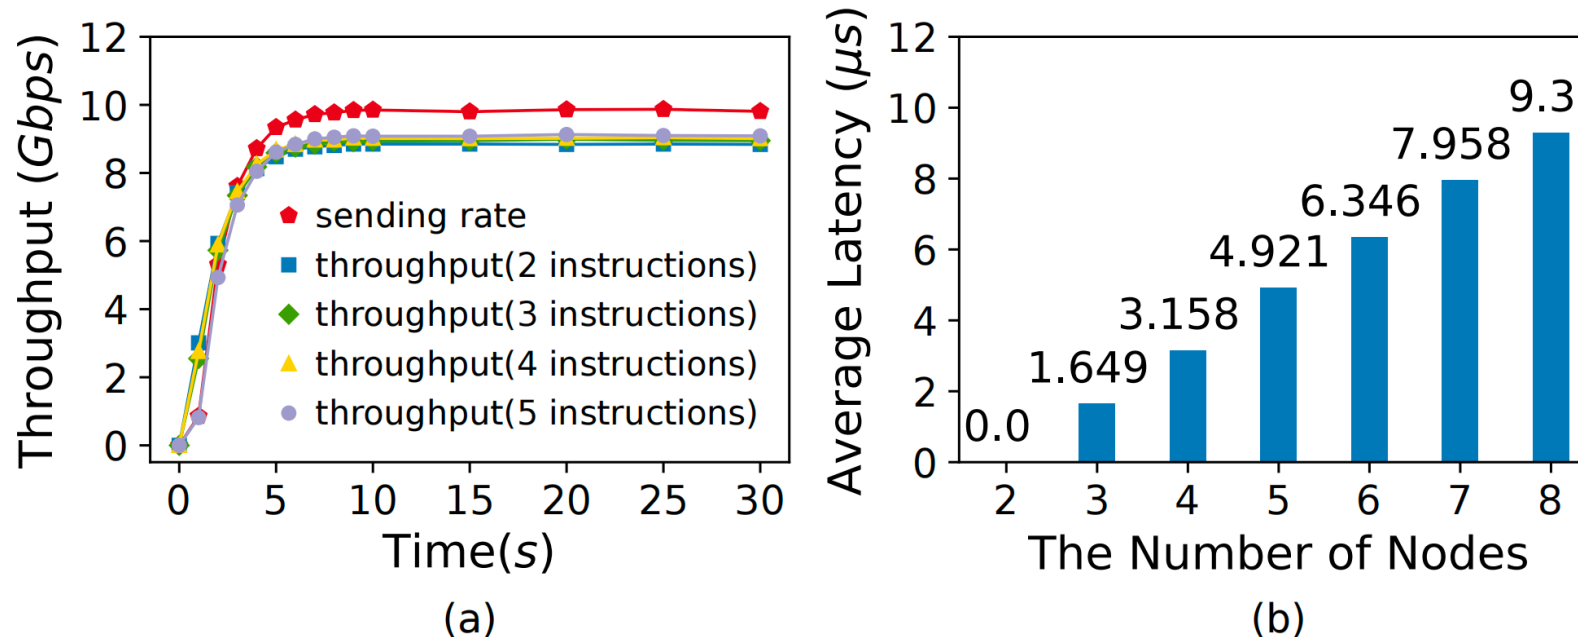 Throughput (Gbps)
12
10
8
6
4
2
0
sending rate
throughput(2 instructions)
throughput(3 instructions)
throughput(4 instructions)
throughput(5 instructions)
0 5 10 15 20 25 30
Time(s)
(a)
Average Latency (μs)
12
10
8
6
4
2
0
0.0
1.649
3.158
4.921
6.346
7.958
9.3
2 3 4 5 6 7 8
The Number of Nodes
(b)